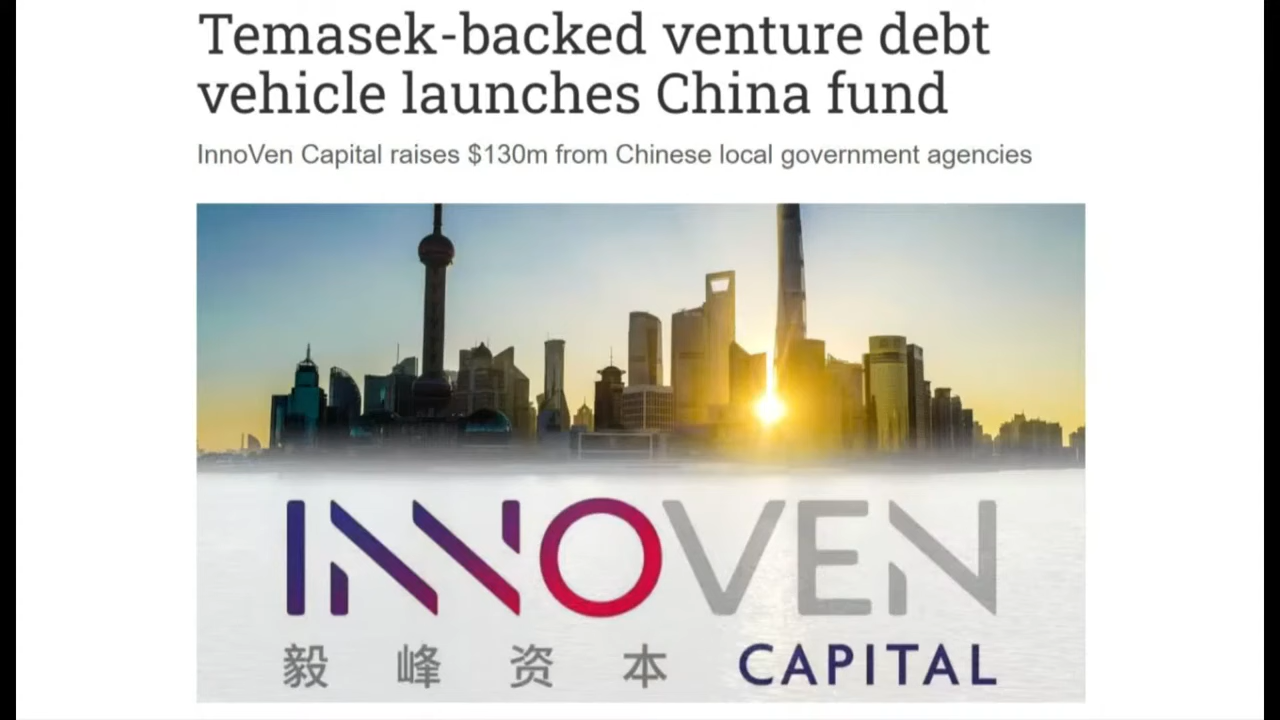 Temasek-backed venture debt
vehicle launches China fund
InnoVen Capital raises $130m from Chinese local government agencies
INNOVEN
毅峰资本 CAPITAL